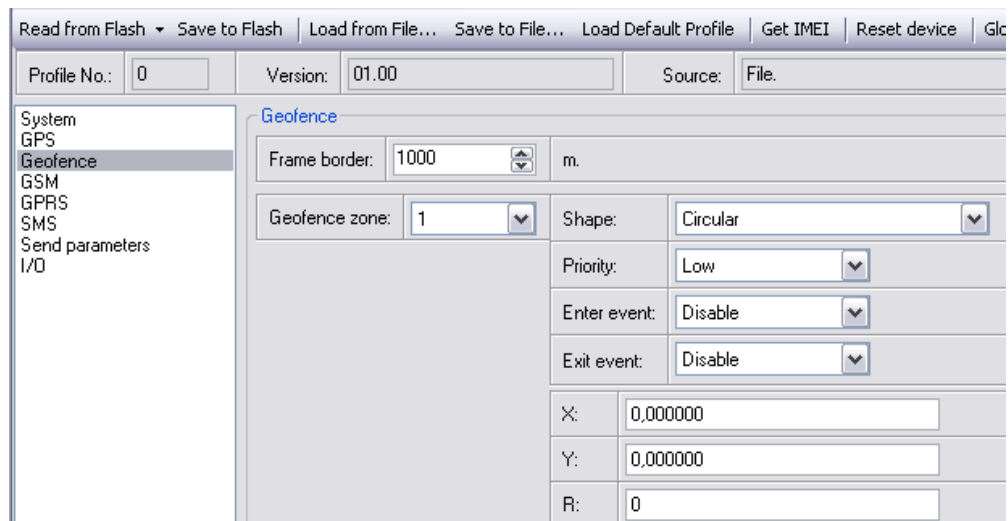 Read from Flash Save to Flash Load from File... Save to File... Load Default Profile Get IMEI Reset device Glo
Profile No.: 0 Version: 01.00 Source: File.
System
GPS
Geofence
GSM
GPRS
SMS
Send parameters
I/O
Geofence
Frame border: 1000 m.
Geofence zone: 1 Shape: Circular
Priority: Low
Enter event: Disable
Exit event: Disable
X: 0,000000
Y: 0,000000
R: 0